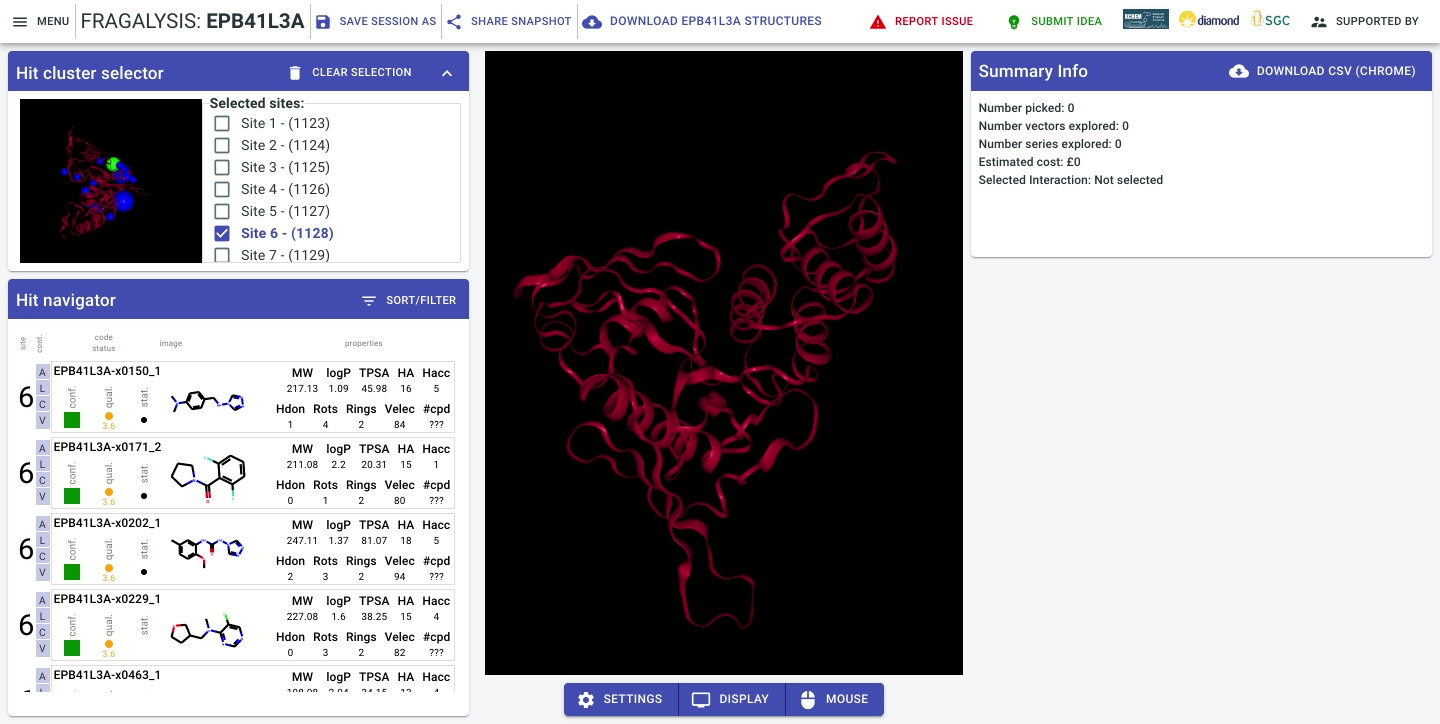 MENU
FRAGALYSIS: EPB41L3A
SAVE SESSION AS
SHARE SNAPSHOT
DOWNLOAD EPB41L3A STRUCTURES
REPORT ISSUE
SUBMIT IDEA
XCHEM
diamond
SGC
SUPPORTED BY
Hit cluster selector
CLEAR SELECTION
Selected sites:
Site 1 - (1123)
Site 2 - (1124)
Site 3 - (1125)
Site 4 - (1126)
Site 5 - (1127)
Site 6 - (1128)
Site 7 - (1129)
Hit navigator
SORT/FILTER
site
cont.
code
status
image
properties
6
A
L
C
V
EPB41L3A-x0150_1
conf.
qual.
3.6
stat.
MW logP TPSA HA Hacc
217.13 1.09 45.98 16 5
Hdon Rots Rings Velec #cpd
1 4 2 84 ???
6
A
L
C
V
EPB41L3A-x0171_2
conf.
qual.
3.6
stat.
MW logP TPSA HA Hacc
211.08 2.2 20.31 15 1
Hdon Rots Rings Velec #cpd
0 1 2 80 ???
6
A
L
C
V
EPB41L3A-x0202_1
conf.
qual.
3.6
stat.
MW logP TPSA HA Hacc
247.11 1.37 81.07 18 5
Hdon Rots Rings Velec #cpd
2 3 2 94 ???
6
A
L
C
V
EPB41L3A-x0229_1
conf.
qual.
3.6
stat.
MW logP TPSA HA Hacc
227.08 1.6 38.25 15 4
Hdon Rots Rings Velec #cpd
0 3 2 82 ???
A
EPB41L3A-x0463_1
MW logP TPSA HA Hacc
SETTINGS
DISPLAY
MOUSE
Summary Info
DOWNLOAD CSV (CHROME)
Number picked: 0
Number vectors explored: 0
Number series explored: 0
Estimated cost: £0
Selected Interaction: Not selected